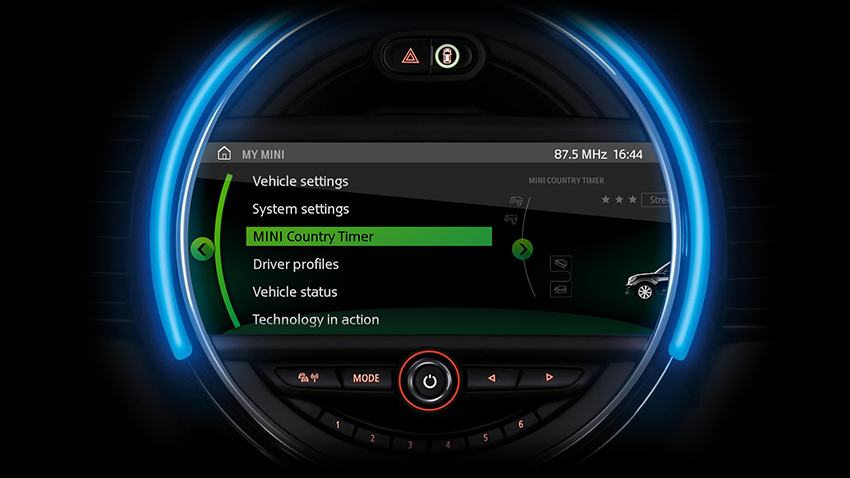 MY MINI
87.5 MHz 16:44
Vehicle settings
System settings
MINI Country Timer
Driver profiles
Vehicle status
Technology in action
MINI COUNTRY TIMER
Stre
MODE
1
2
3
4
5
6